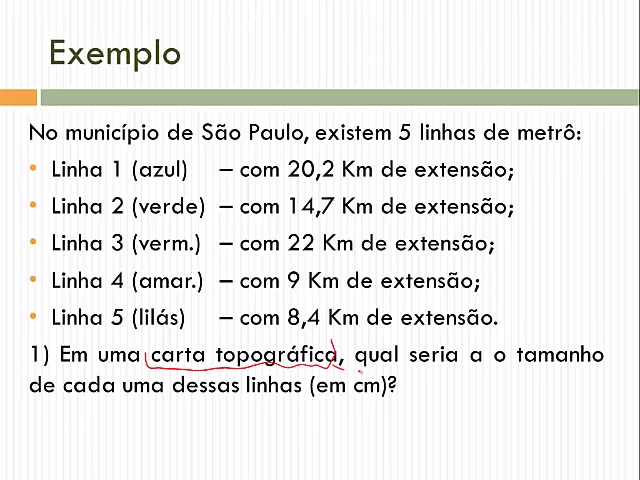 Exemplo
No município de São Paulo, existem 5 linhas de metrô:
• Linha 1 (azul) – com 20,2 Km de extensão;
• Linha 2 (verde) – com 14,7 Km de extensão;
• Linha 3 (verm.) – com 22 Km de extensão;
• Linha 4 (amar.) – com 9 Km de extensão;
• Linha 5 (lilás) – com 8,4 Km de extensão.
1) Em uma carta topográfica, qual seria a o tamanho
de cada uma dessas linhas (em cm)?